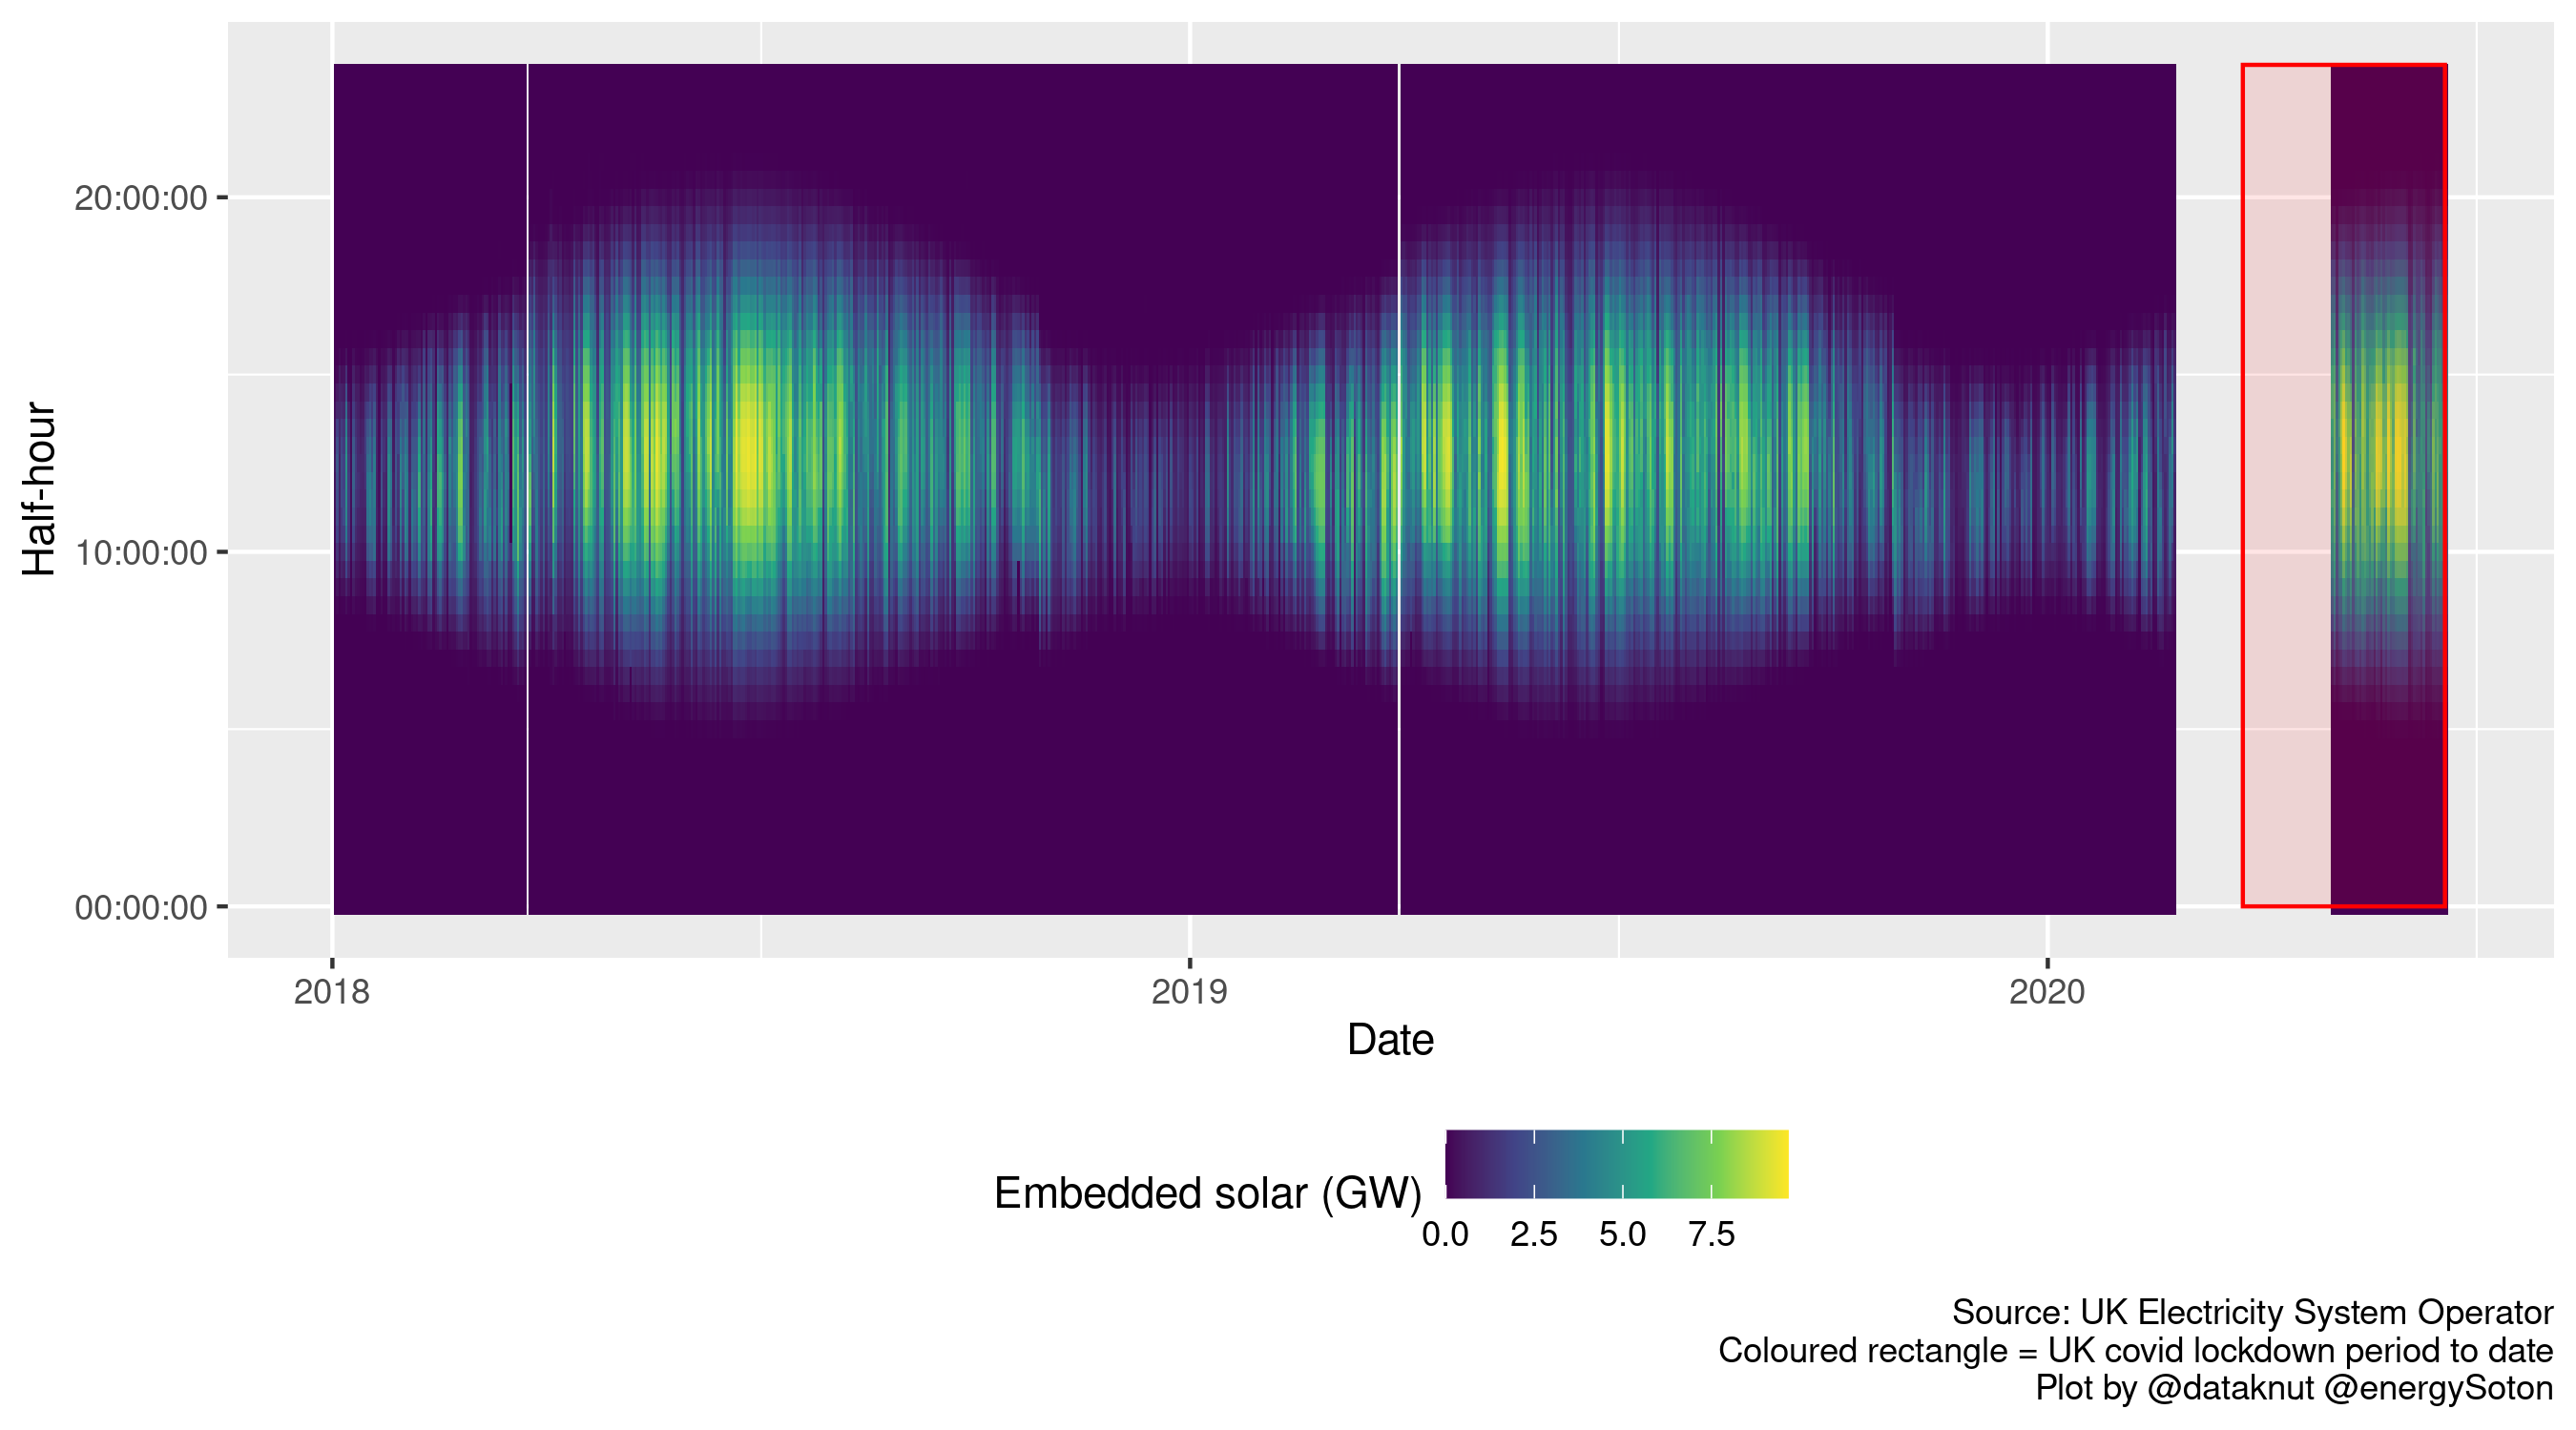 Half-hour
20:00:00
10:00:00
00:00:00
2018 2019 2020
Date
Embedded solar (GW)
0.0 2.5 5.0 7.5
Source: UK Electricity System Operator
Coloured rectangle = UK covid lockdown period to date
Plot by @dataknut @energySoton